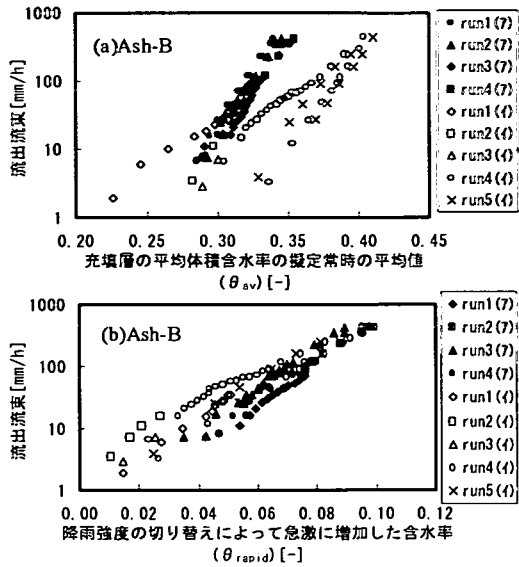 (a)Ash-B
流出流束[mm/h]
1000
100
10
1
0.20 0.25 0.30 0.35 0.40 0.45
充填層の平均体積含水率の擬定常時の平均値
(θav)[-]
run1(ア)
run2(ア)
run3(ア)
run4(ア)
run1(イ)
run2(イ)
run3(イ)
run4(イ)
run5(イ)
(b)Ash-B
流出流束[mm/h]
1000
100
10
1
0.00 0.02 0.04 0.06 0.08 0.10 0.12
降雨強度の切り替えによって急激に増加した含水率
(θrapid)[-]
run1(ア)
run2(ア)
run3(ア)
run4(ア)
run1(イ)
run2(イ)
run3(イ)
run4(イ)
run5(イ)